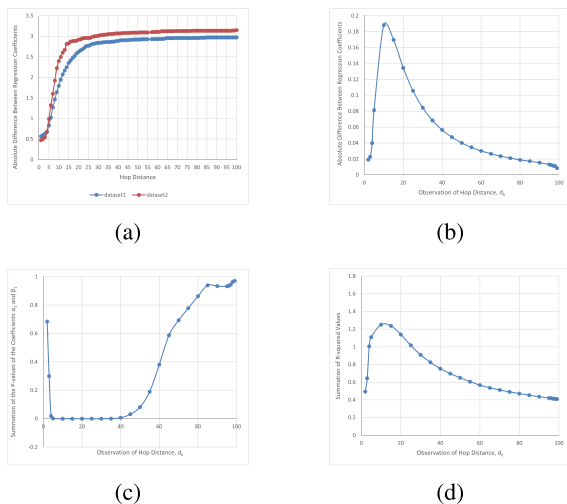 Absolute Difference Between Regression Coefficients
3.5
3
2.5
2
1.5
1
0.5
0
0 5 10 15 20 25 30 35 40 45 50 55 60 65 70 75 80 85 90 95 100
Hop Distance
dataset1 dataset2
(a)
Absolute Difference Between Regression Coefficients
0.2
0.18
0.16
0.14
0.12
0.1
0.08
0.06
0.04
0.02
0
0 20 40 60 80 100
Observation of Hop Distance, dₕ
(b)
Summation of the P-values of the Coefficients α₁ and β₁
1
0.8
0.6
0.4
0.2
0
-0.2
0 20 40 60 80 100
Observation of Hop Distance, dₕ
(c)
Summation of R-squared Values
1.8
1.6
1.4
1.2
1
0.8
0.6
0.4
0.2
0
0 20 40 60 80 100
Observation of Hop Distance, dₕ
(d)